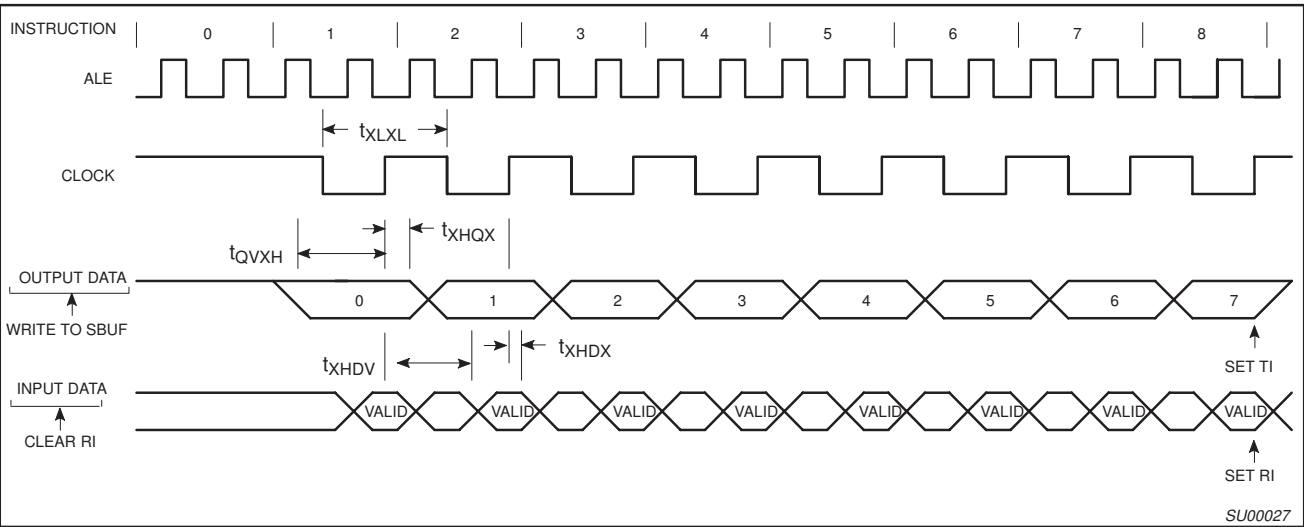 INSTRUCTION 0 1 2 3 4 5 6 7 8
ALE
tXLXL
CLOCK
tXHQX
tQVXH
OUTPUT DATA
0 1 2 3 4 5 6 7
WRITE TO SBUF
tXHDX
tXHDV
SET TI
INPUT DATA
VALID VALID VALID VALID VALID VALID VALID VALID
CLEAR RI
SET RI
SU00027